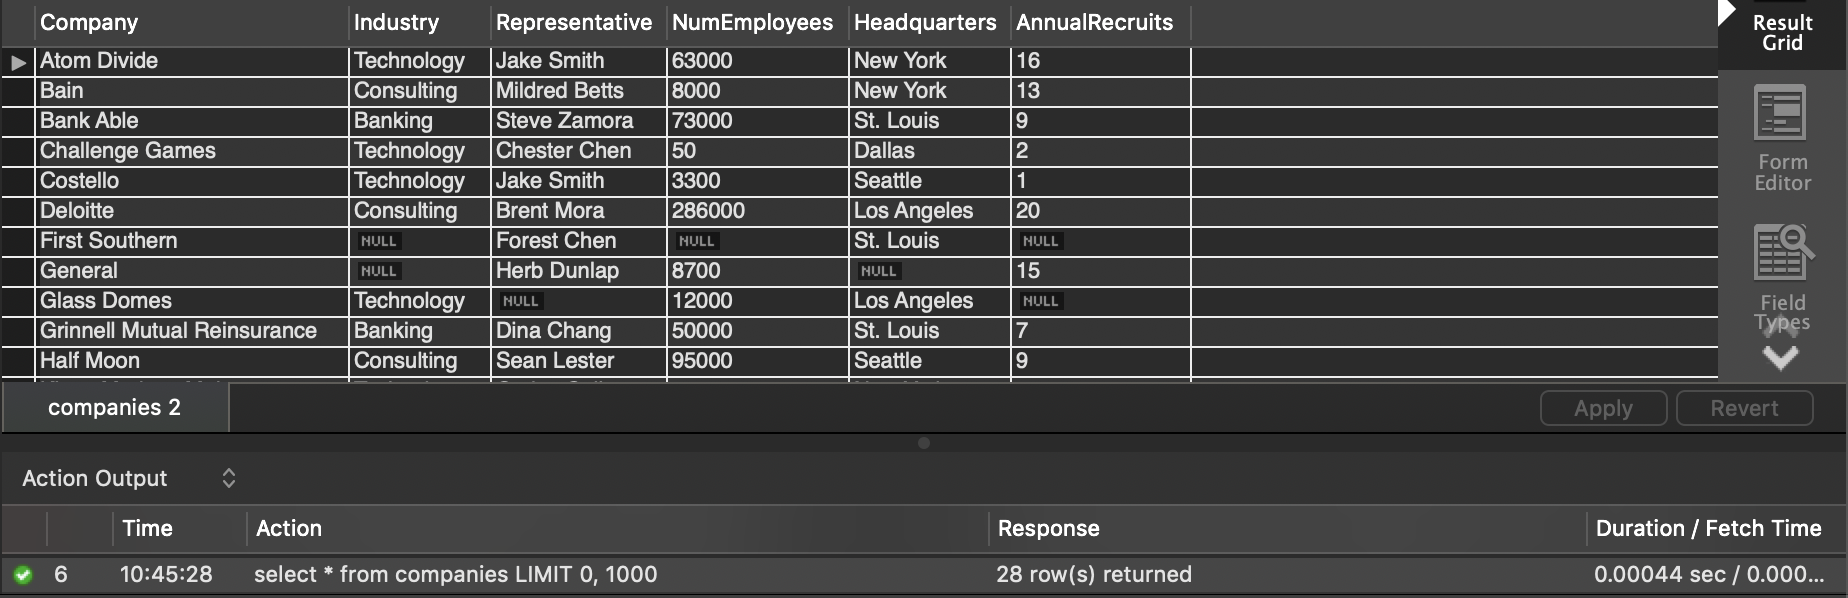 Company Industry Representative NumEmployees Headquarters AnnualRecruits
Atom Divide Technology Jake Smith 63000 New York 16
Bain Consulting Mildred Betts 8000 New York 13
Bank Able Banking Steve Zamora 73000 St. Louis 9
Challenge Games Technology Chester Chen 50 Dallas 2
Costello Technology Jake Smith 3300 Seattle 1
Deloitte Consulting Brent Mora 286000 Los Angeles 20
First Southern NULL Forest Chen NULL St. Louis NULL
General NULL Herb Dunlap 8700 NULL 15
Glass Domes Technology NULL 12000 Los Angeles NULL
Grinnell Mutual Reinsurance Banking Dina Chang 50000 St. Louis 7
Half Moon Consulting Sean Lester 95000 Seattle 9
Result
Grid
Form
Editor
Field
Types
companies 2
Apply Revert
Action Output
Time Action Response Duration / Fetch Time
6 10:45:28 select * from companies LIMIT 0, 1000 28 row(s) returned 0.00044 sec / 0.000...